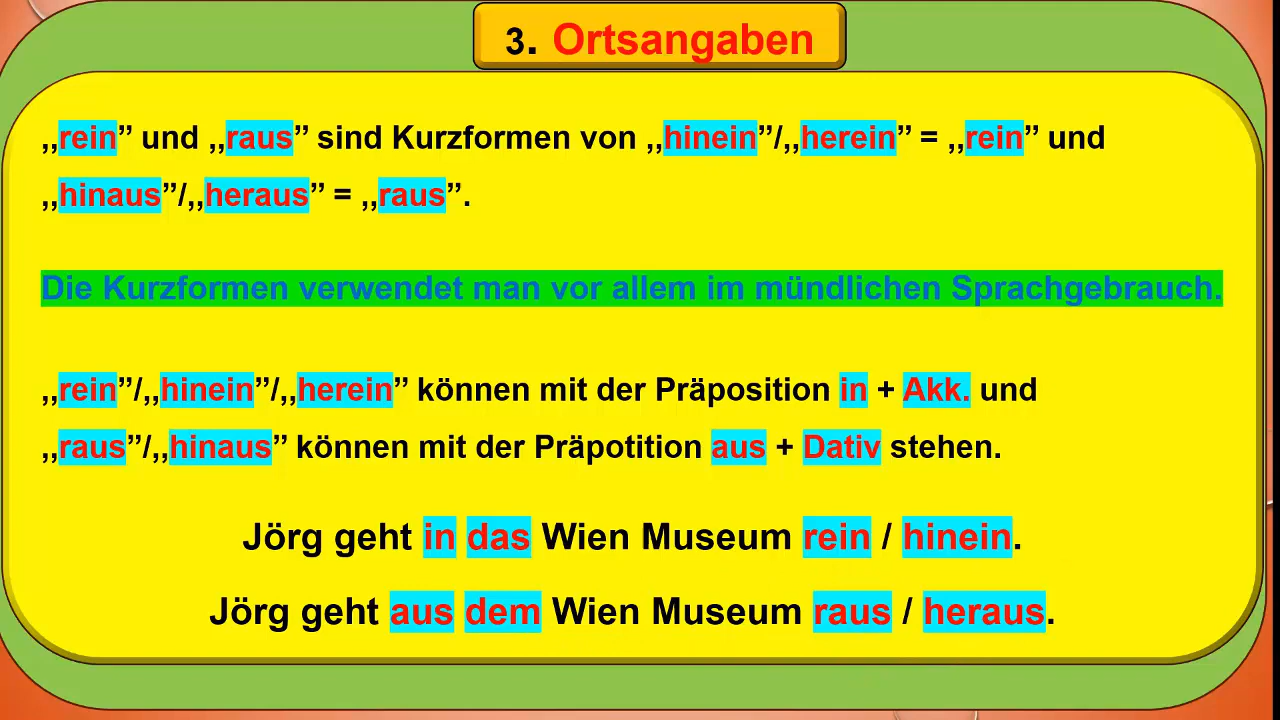 3. Ortsangaben
,,rein” und ,,raus” sind Kurzformen von ,,hinein”/,,herein” = ,,rein” und
,,hinaus”/,,heraus” = ,,raus”.
Die Kurzformen verwendet man vor allem im mündlichen Sprachgebrauch.
,,rein”/,,hinein”/,,herein” können mit der Präposition in + Akk. und
,,raus”/,,hinaus” können mit der Präpotition aus + Dativ stehen.
Jörg geht in das Wien Museum rein / hinein.
Jörg geht aus dem Wien Museum raus / heraus.